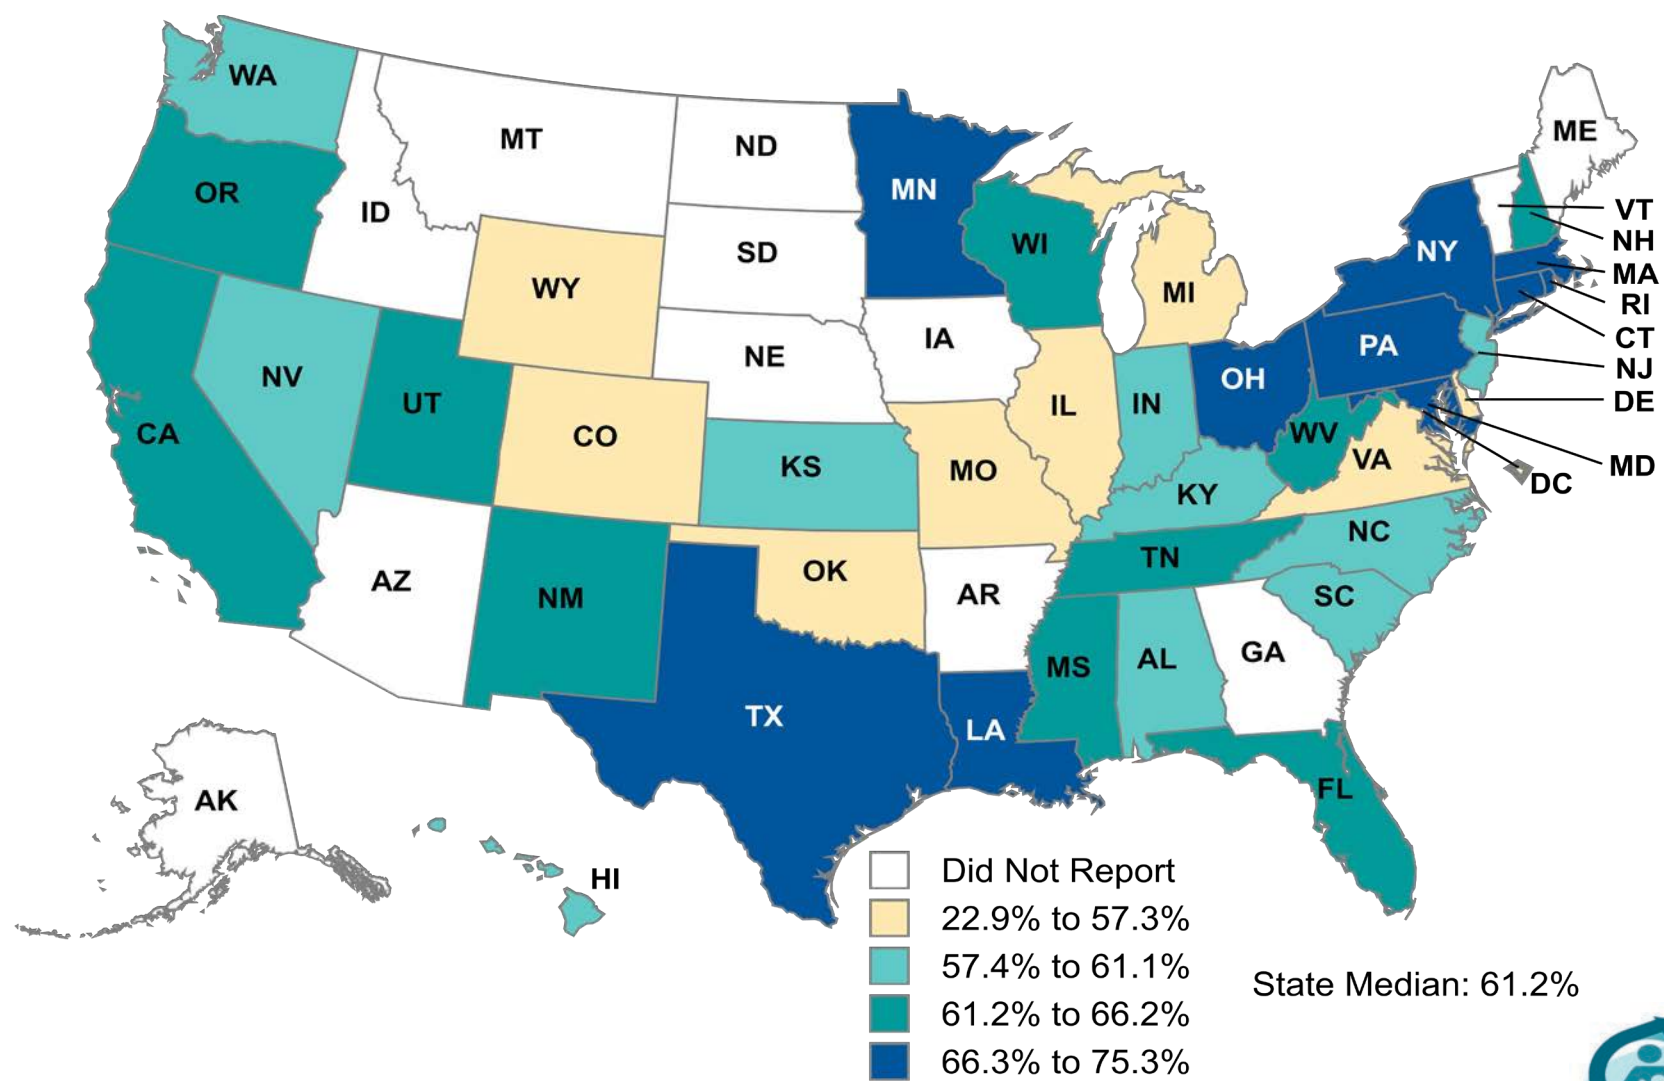 WA
MT
ND
ME
OR
ID
MN
VT
SD
WI
NH
NY
MA
WY
MI
RI
IA
CT
NE
PA
NJ
NV
OH
DE
UT
IL
IN
CA
CO
WV
KS
MO
VA
MD
KY
DC
NC
TN
AZ
OK
NM
AR
SC
MS
AL
GA
TX
LA
FL
AK
HI
Did Not Report
22.9% to 57.3%
57.4% to 61.1%
61.2% to 66.2%
66.3% to 75.3%
State Median: 61.2%